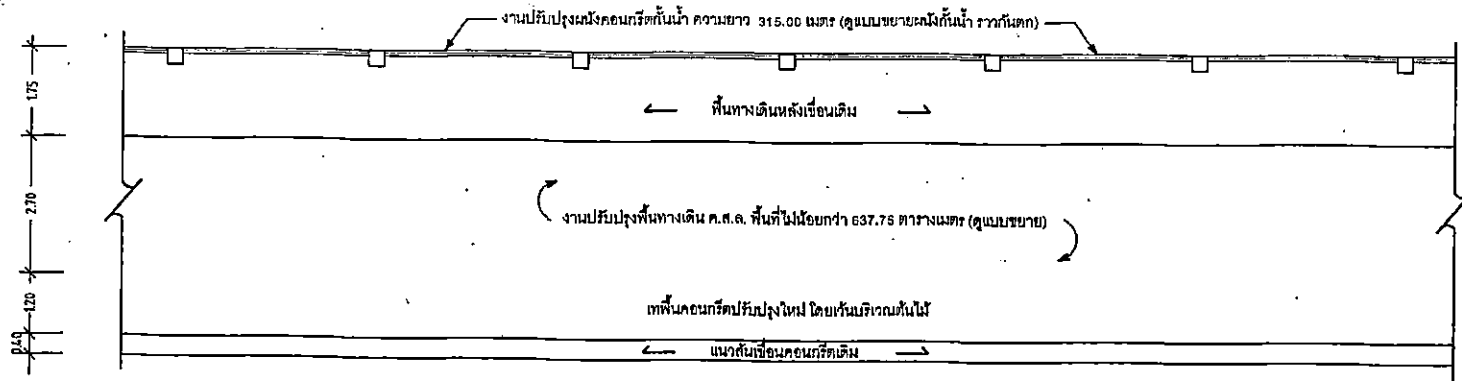 งานปรับปรุงผนังคอนกรีตกั้นน้ำ ความยาว 315.00 เมตร (ดูแบบขยายผนังกั้นน้ำ ราวกันตก)
1.75
พื้นทางเดินหลังเขื่อนเดิม
2.70
งานปรับปรุงพื้นทางเดิน ค.ส.ล. พื้นที่ไม่น้อยกว่า 637.75 ตารางเมตร (ดูแบบขยาย)
1.20
เทพื้นคอนกรีตปรับปรุงใหม่ โดยเว้นบริเวณต้นไม้
0.40
แนวสันเขื่อนคอนกรีตเดิม